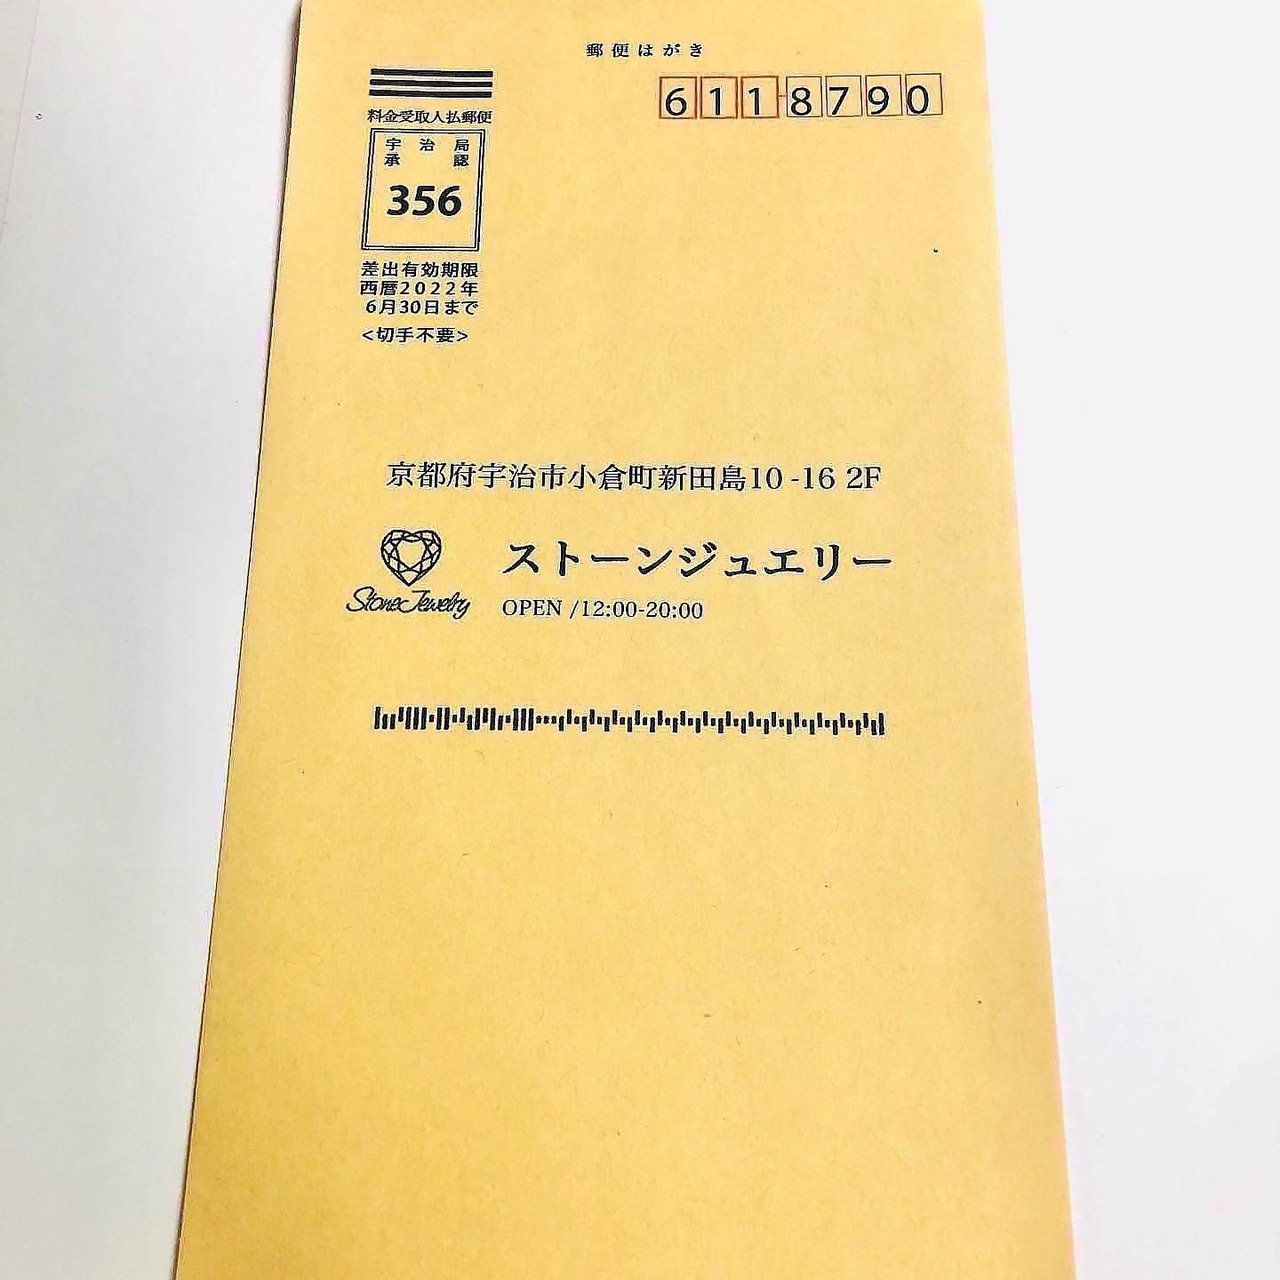 郵便はがき
6118790
料金受取人払郵便
宇治局
承認
356
差出有効期限
西暦2022年
6月30日まで
<切手不要>
京都府宇治市小倉町新田島10-16 2F
ストーンジュエリー
Stone Jewelry
OPEN /12:00-20:00